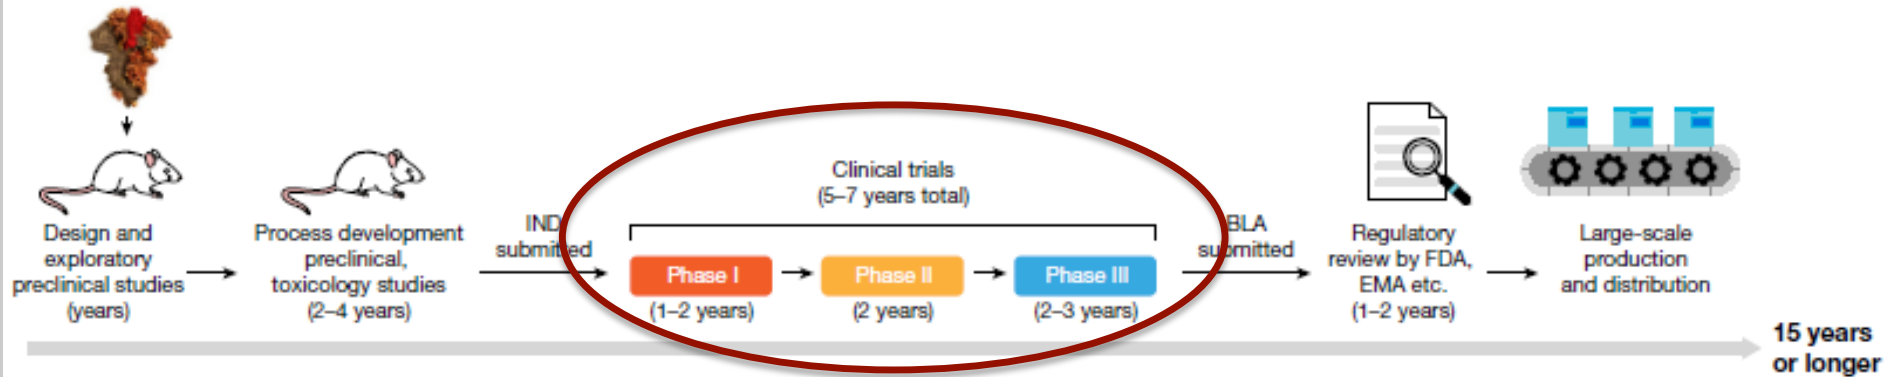 Design and
exploratory
preclinical studies
(years)
Process development
preclinical,
toxicology studies
(2–4 years)
IND
submitted
Clinical trials
(5–7 years total)
Phase I
(1–2 years)
Phase II
(2 years)
Phase III
(2–3 years)
BLA
submitted
Regulatory
review by FDA,
EMA etc.
(1–2 years)
Large-scale
production
and distribution
15 years
or longer